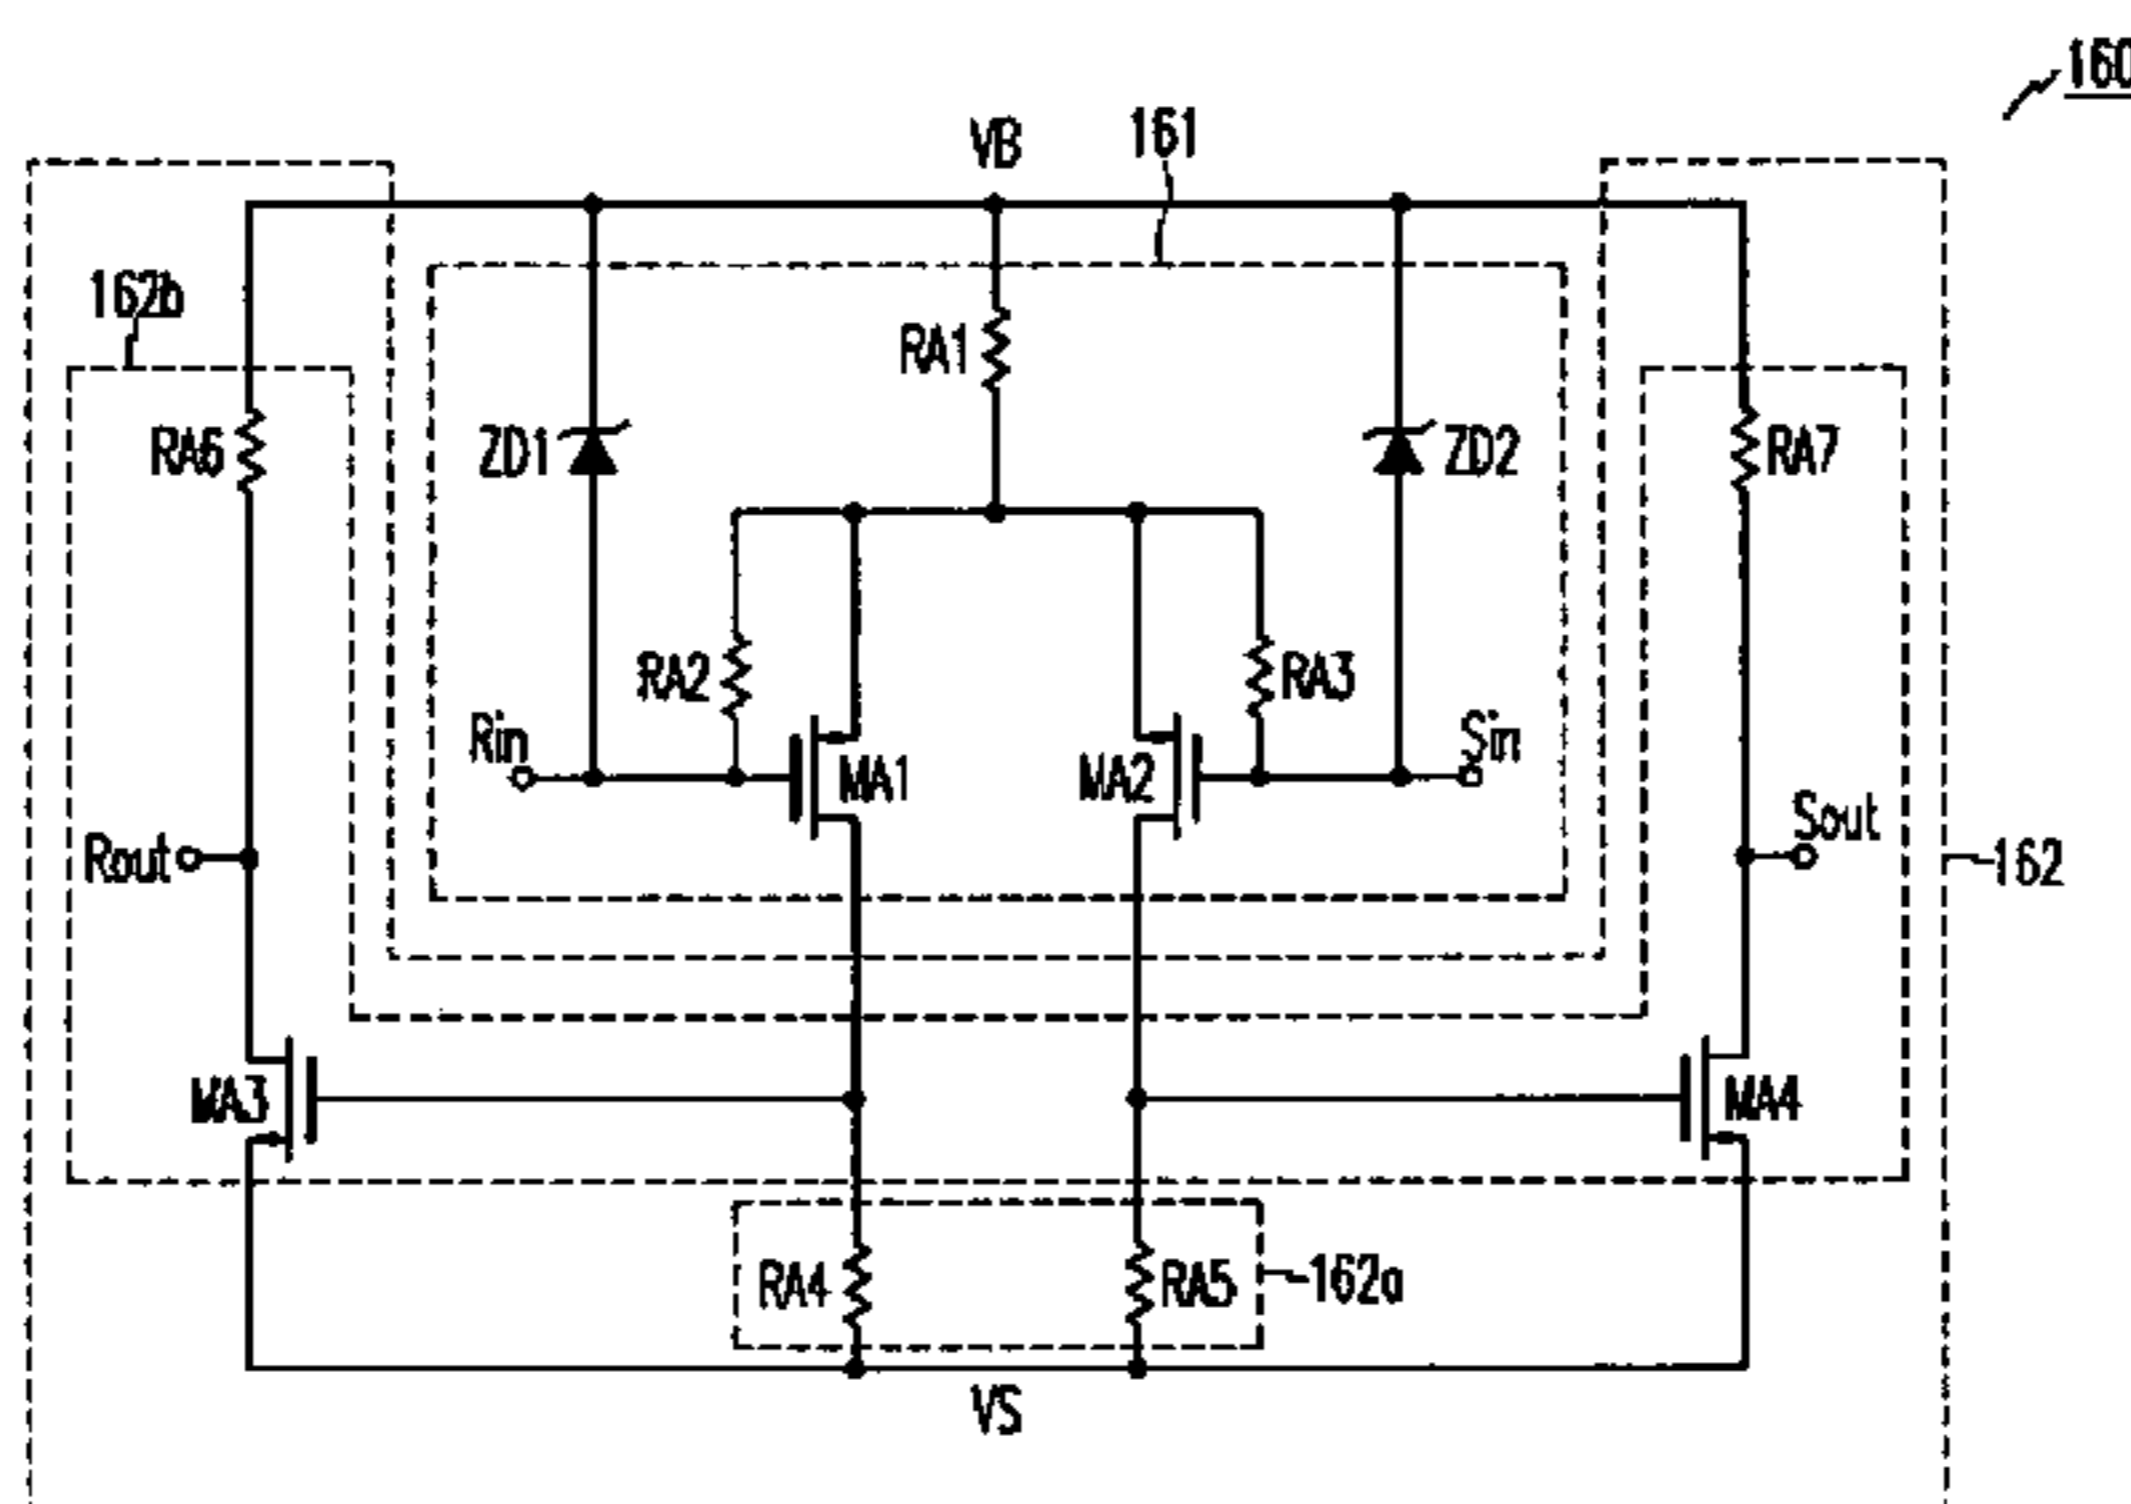 160
VB
161
162b
RA1
RA6
ZD1
ZD2
RA7
RA2
RA3
Rin
Sin
MA1
MA2
Rout
Sout
162
MA3
MA4
RA4
RA5
162a
VS